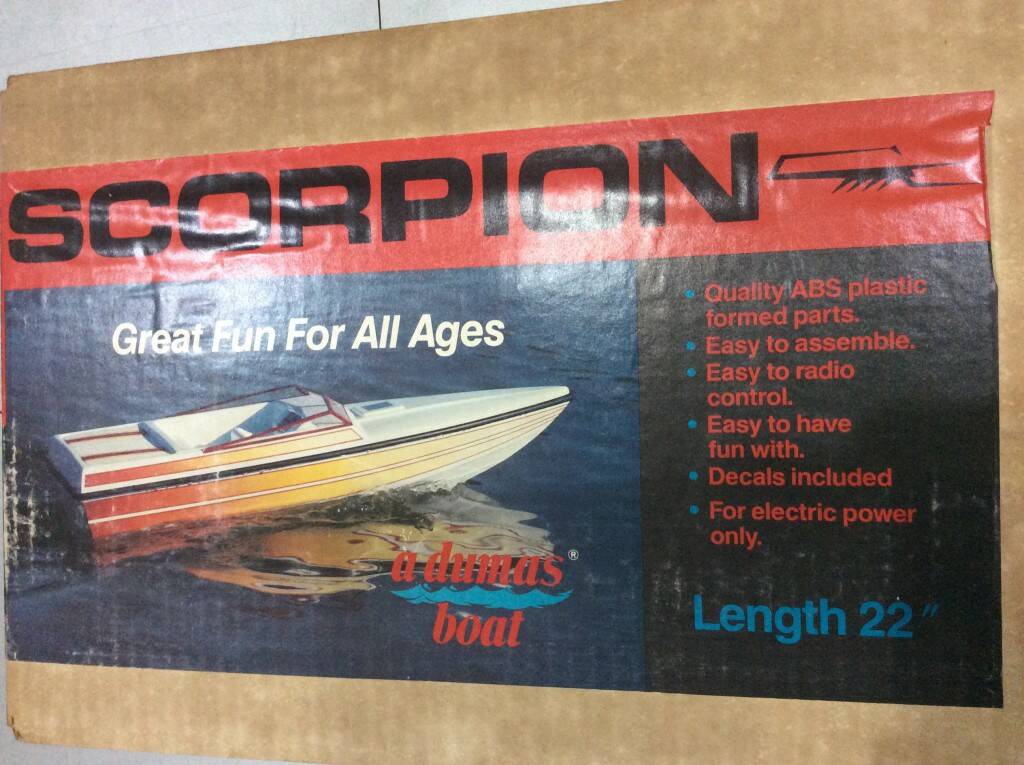 SCORPION
Great Fun For All Ages
• Quality ABS plastic
formed parts.
• Easy to assemble.
• Easy to radio
control.
• Easy to have
fun with.
• Decals included
• For electric power
only.
a dumas®
boat
Length 22"